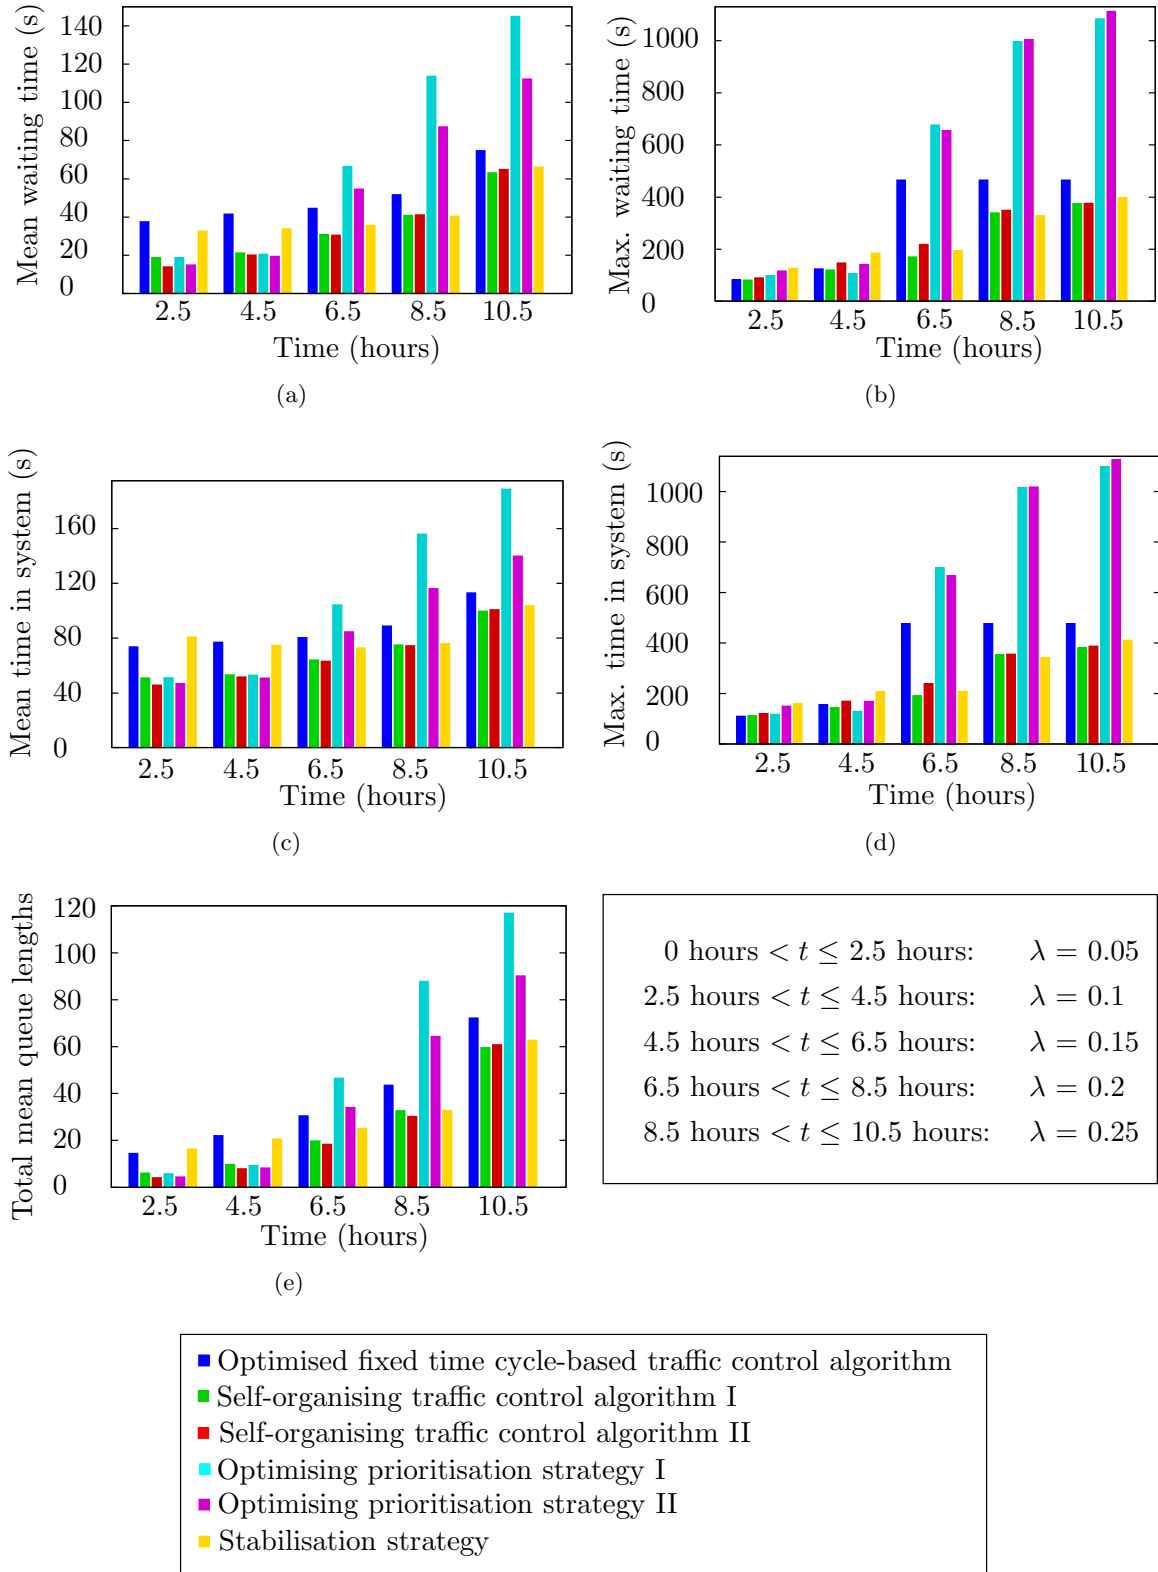 Mean waiting time (s)
140
120
100
80
60
40
20
0
2.5 4.5 6.5 8.5 10.5
Time (hours)
(a)
Max. waiting time (s)
1000
800
600
400
200
0
2.5 4.5 6.5 8.5 10.5
Time (hours)
(b)
Mean time in system (s)
160
120
80
40
0
2.5 4.5 6.5 8.5 10.5
Time (hours)
(c)
Max. time in system (s)
1000
800
600
400
200
0
2.5 4.5 6.5 8.5 10.5
Time (hours)
(d)
Total mean queue lengths
120
100
80
60
40
20
0
2.5 4.5 6.5 8.5 10.5
Time (hours)
(e)
0 hours < t ≤ 2.5 hours: λ = 0.05
2.5 hours < t ≤ 4.5 hours: λ = 0.1
4.5 hours < t ≤ 6.5 hours: λ = 0.15
6.5 hours < t ≤ 8.5 hours: λ = 0.2
8.5 hours < t ≤ 10.5 hours: λ = 0.25
Optimised fixed time cycle-based traffic control algorithm
Self-organising traffic control algorithm I
Self-organising traffic control algorithm II
Optimising prioritisation strategy I
Optimising prioritisation strategy II
Stabilisation strategy